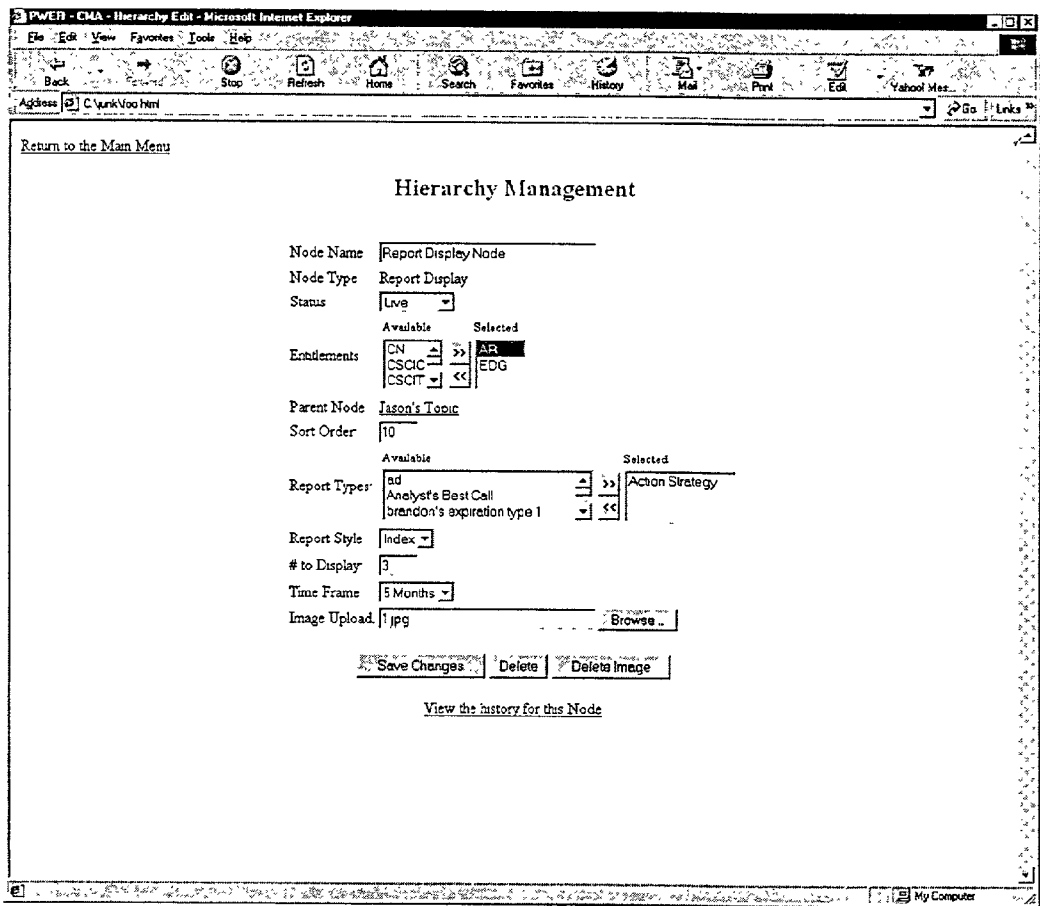 PWER - CMA - Hierarchy Edit - Microsoft Internet Explorer
File Edit View Favorites Tools Help
Back Stop Refresh Home Search Favorites History Mail Print Edit Yahoo! Mes...
Address C:\junk\foo.html Go Links »
Return to the Main Menu
Hierarchy Management
Node Name Report Display Node
Node Type Report Display
Status Live
Available Selected
Entitlements CN >> AR
CSCIC EDG
CSCIT <<
Parent Node Jason's Topic
Sort Order 10
Available Selected
Report Types ad >> Action Strategy
Analyst's Best Call
brandon's expiration type 1 <<
Report Style Index
# to Display 3
Time Frame 5 Months
Image Upload 1.jpg Browse...
Save Changes Delete Delete Image
View the history for this Node
My Computer